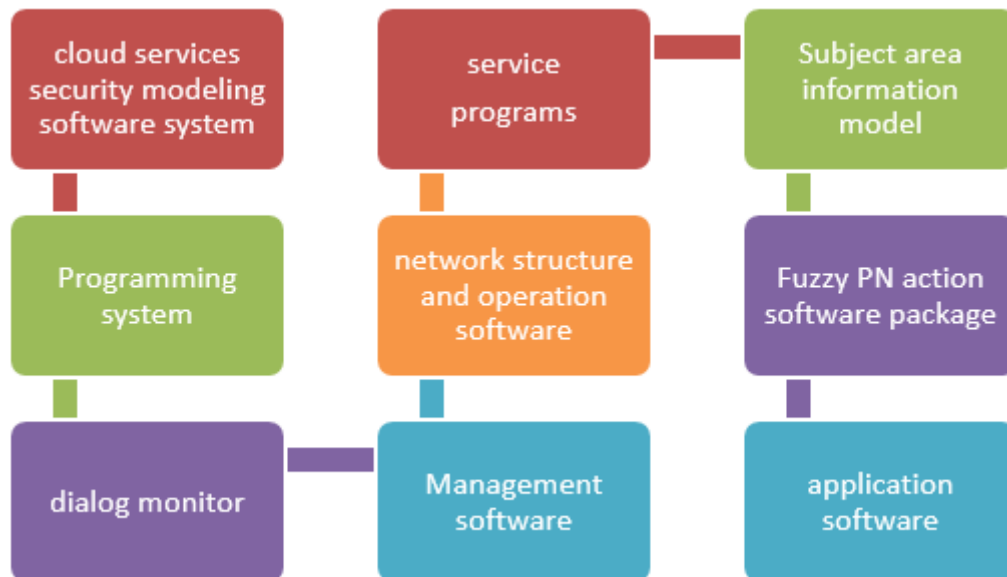 cloud services
security modeling
software system
Programming
system
dialog monitor
Management
software
network structure
and operation
software
service
programs
Subject area
information
model
Fuzzy PN action
software package
application
software